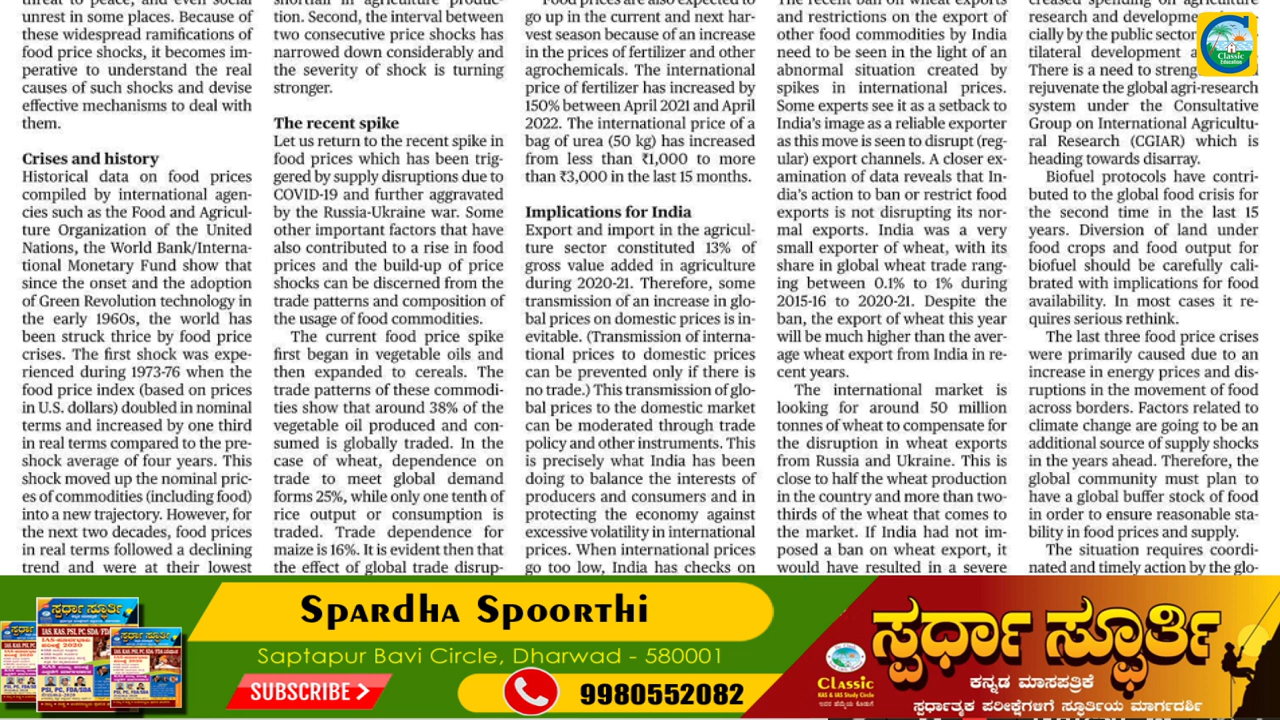 threat to peace, and even social
unrest in some places. Because of
these widespread ramifications of
food price shocks, it becomes im-
perative to understand the real
causes of such shocks and devise
effective mechanisms to deal with
them.
Crises and history
Historical data on food prices
compiled by international agen-
cies such as the Food and Agricul-
ture Organization of the United
Nations, the World Bank/Interna-
tional Monetary Fund show that
since the onset and the adoption
of Green Revolution technology in
the early 1960s, the world has
been struck thrice by food price
crises. The first shock was expe-
rienced during 1973-76 when the
food price index (based on prices
in U.S. dollars) doubled in nominal
terms and increased by one third
in real terms compared to the pre-
shock average of four years. This
shock moved up the nominal pric-
es of commodities (including food)
into a new trajectory. However, for
the next two decades, food prices
in real terms followed a declining
trend and were at their lowest
shortfall in agriculture produc-
tion. Second, the interval between
two consecutive price shocks has
narrowed down considerably and
the severity of shock is turning
stronger.
The recent spike
Let us return to the recent spike in
food prices which has been trig-
gered by supply disruptions due to
COVID-19 and further aggravated
by the Russia-Ukraine war. Some
other important factors that have
also contributed to a rise in food
prices and the build-up of price
shocks can be discerned from the
trade patterns and composition of
the usage of food commodities.
The current food price spike
first began in vegetable oils and
then expanded to cereals. The
trade patterns of these commodi-
ties show that around 38% of the
vegetable oil produced and con-
sumed is globally traded. In the
case of wheat, dependence on
trade to meet global demand
forms 25%, while only one tenth of
rice output or consumption is
traded. Trade dependence for
maize is 16%. It is evident then that
the effect of global trade disrup-
Food prices are also expected to
go up in the current and next har-
vest season because of an increase
in the prices of fertilizer and other
agrochemicals. The international
price of fertilizer has increased by
150% between April 2021 and April
2022. The international price of a
bag of urea (50 kg) has increased
from less than ₹1,000 to more
than ₹3,000 in the last 15 months.
Implications for India
Export and import in the agricul-
ture sector constituted 13% of
gross value added in agriculture
during 2020-21. Therefore, some
transmission of an increase in glo-
bal prices on domestic prices is in-
evitable. (Transmission of interna-
tional prices to domestic prices
can be prevented only if there is
no trade.) This transmission of glo-
bal prices to the domestic market
can be moderated through trade
policy and other instruments. This
is precisely what India has been
doing to balance the interests of
producers and consumers and in
protecting the economy against
excessive volatility in international
prices. When international prices
go too low, India has checks on
The recent ban on wheat exports
and restrictions on the export of
other food commodities by India
need to be seen in the light of an
abnormal situation created by
spikes in international prices.
Some experts see it as a setback to
India's image as a reliable exporter
as this move is seen to disrupt (reg-
ular) export channels. A closer ex-
amination of data reveals that In-
dia's action to ban or restrict food
exports is not disrupting its nor-
mal exports. India was a very
small exporter of wheat, with its
share in global wheat trade rang-
ing between 0.1% to 1% during
2015-16 to 2020-21. Despite the
ban, the export of wheat this year
will be much higher than the aver-
age wheat export from India in re-
cent years.
The international market is
looking for around 50 million
tonnes of wheat to compensate for
the disruption in wheat exports
from Russia and Ukraine. This is
close to half the wheat production
in the country and more than two-
thirds of the wheat that comes to
the market. If India had not im-
posed a ban on wheat export, it
would have resulted in a severe
creased spending on agriculture
research and developme
cially by the public sector
tilateral development a
There is a need to streng
rejuvenate the global agri-research
system under the Consultative
Group on International Agricultu-
ral Research (CGIAR) which is
heading towards disarray.
Biofuel protocols have contri-
buted to the global food crisis for
the second time in the last 15
years. Diversion of land under
food crops and food output for
biofuel should be carefully cali-
brated with implications for food
availability. In most cases it re-
quires serious rethink.
The last three food price crises
were primarily caused due to an
increase in energy prices and dis-
ruptions in the movement of food
across borders. Factors related to
climate change are going to be an
additional source of supply shocks
in the years ahead. Therefore, the
global community must plan to
have a global buffer stock of food
in order to ensure reasonable sta-
bility in food prices and supply.
The situation requires coordi-
nated and timely action by the glo-
Classic
Education
Spardha Spoorthi
Saptapur Bavi Circle, Dharwad - 580001
SUBSCRIBE
9980552082
ಸ್ಪರ್ಧಾ ಸ್ಫೂರ್ತಿ
ಕನ್ನಡ ಮಾಸಪತ್ರಿಕೆ
ಸ್ಪರ್ಧಾತ್ಮಕ ಪರೀಕ್ಷೆಗಳಿಗೆ ಸ್ಫೂರ್ತಿಯ ಮಾರ್ಗದರ್ಶಿ
Classic
KAS & IAS Study Circle
ಸ್ಪರ್ಧಾ ಸ್ಫೂರ್ತಿ
IAS, KAS, PSI, PC, SDA/FDA
PSI, PC, FDA/SDA